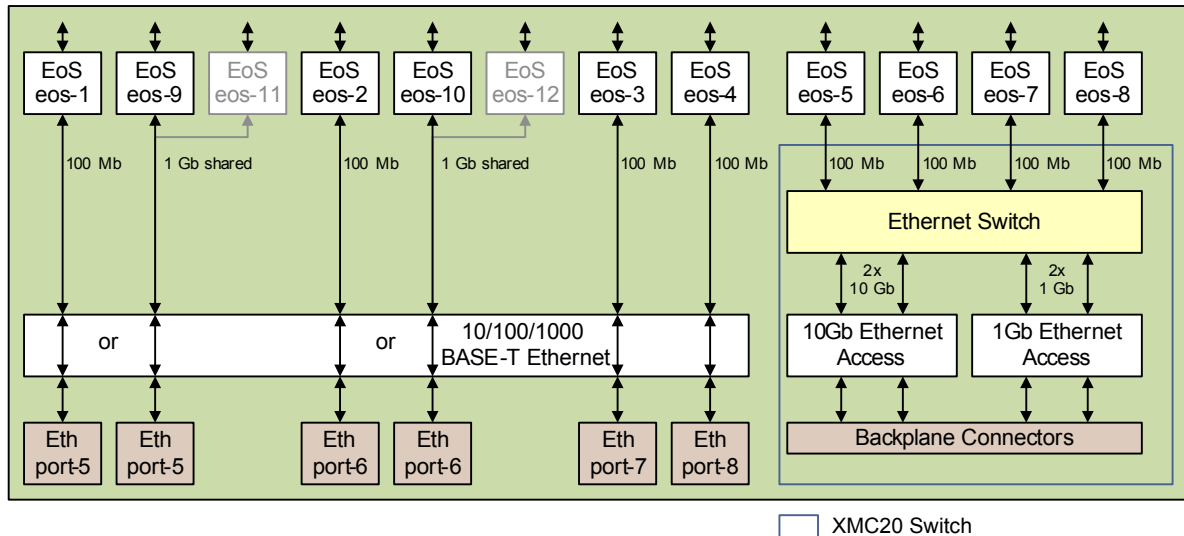 EoS
eos-1
EoS
eos-9
EoS
eos-11
EoS
eos-2
EoS
eos-10
EoS
eos-12
EoS
eos-3
EoS
eos-4
EoS
eos-5
EoS
eos-6
EoS
eos-7
EoS
eos-8
100 Mb
1 Gb shared
100 Mb
1 Gb shared
100 Mb
100 Mb
100 Mb
100 Mb
100 Mb
100 Mb
Ethernet Switch
2x
10 Gb
2x
1 Gb
or
or
10/100/1000
BASE-T Ethernet
10Gb Ethernet
Access
1Gb Ethernet
Access
Eth
port-5
Eth
port-5
Eth
port-6
Eth
port-6
Eth
port-7
Eth
port-8
Backplane Connectors
XMC20 Switch